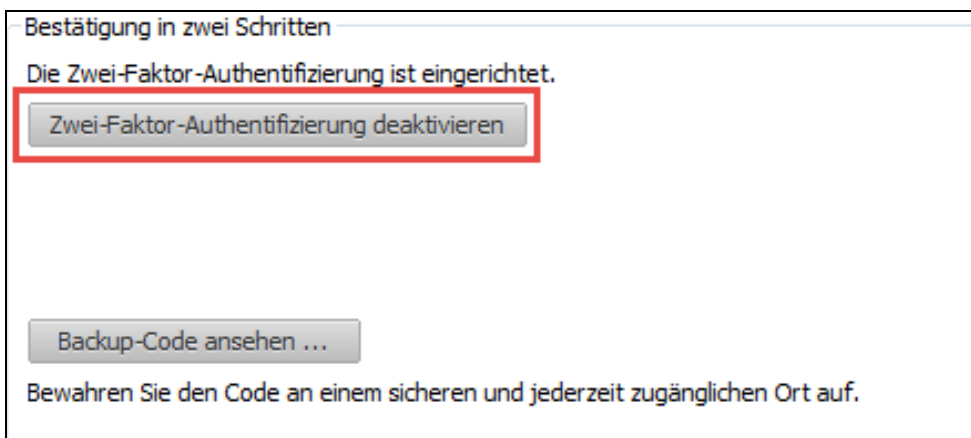 Bestätigung in zwei Schritten
Die Zwei-Faktor-Authentifizierung ist eingerichtet.
Zwei-Faktor-Authentifizierung deaktivieren
Backup-Code ansehen ...
Bewahren Sie den Code an einem sicheren und jederzeit zugänglichen Ort auf.